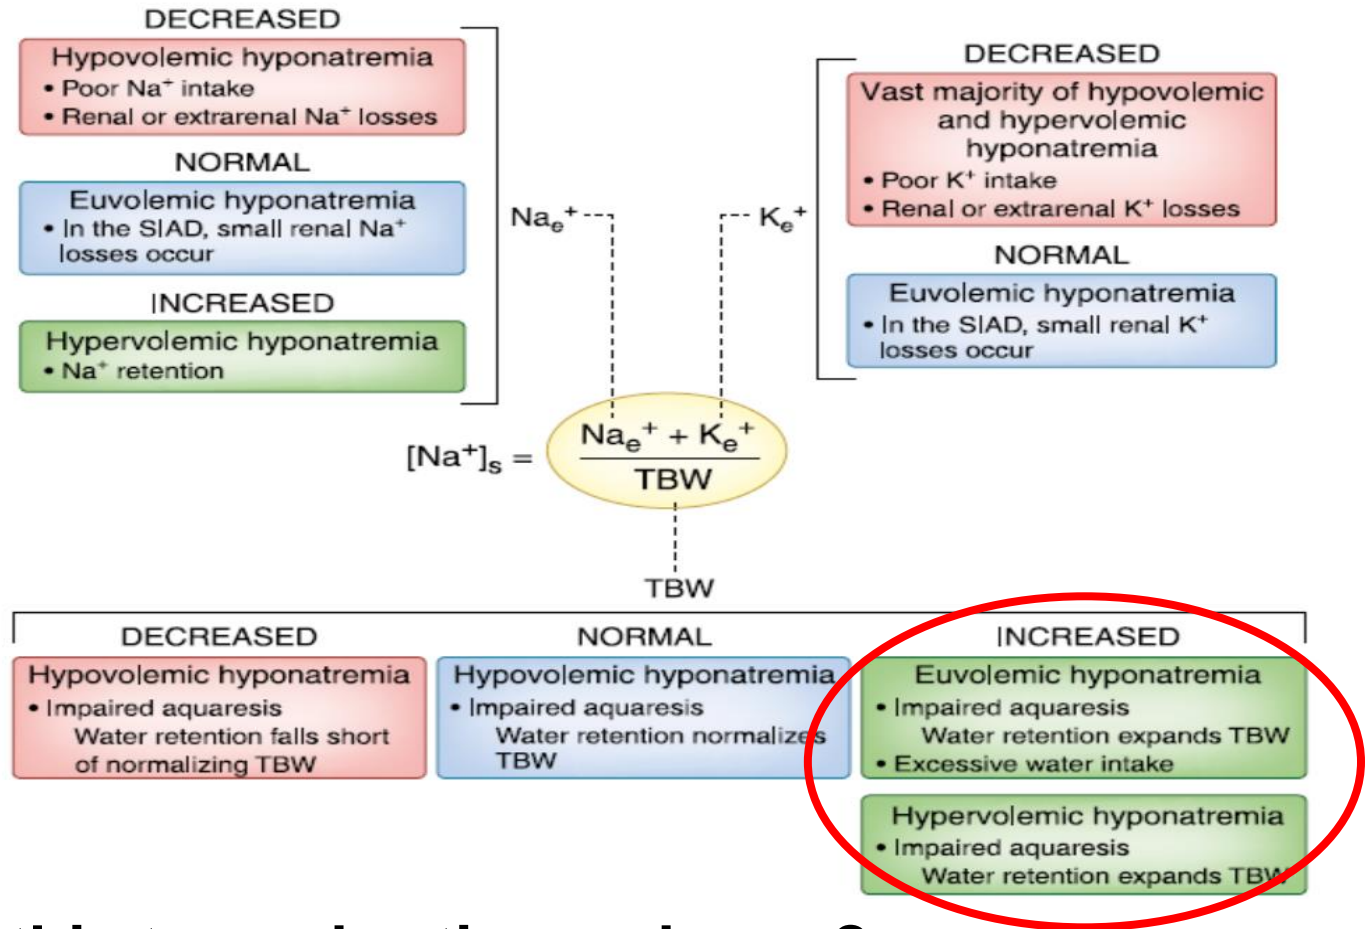 DECREASED
Hypovolemic hyponatremia
• Poor Na⁺ intake
• Renal or extrarenal Na⁺ losses
NORMAL
Euvolemic hyponatremia
• In the SIAD, small renal Na⁺
losses occur
INCREASED
Hypervolemic hyponatremia
• Na⁺ retention
Naₑ⁺
Kₑ⁺
DECREASED
Vast majority of hypovolemic
and hypervolemic
hyponatremia
• Poor K⁺ intake
• Renal or extrarenal K⁺ losses
NORMAL
Euvolemic hyponatremia
• In the SIAD, small renal K⁺
losses occur
[Na⁺]ₛ =
Naₑ⁺ + Kₑ⁺
TBW
TBW
DECREASED
Hypovolemic hyponatremia
• Impaired aquaresis
Water retention falls short
of normalizing TBW
NORMAL
Hypovolemic hyponatremia
• Impaired aquaresis
Water retention normalizes
TBW
INCREASED
Euvolemic hyponatremia
• Impaired aquaresis
Water retention expands TBW
• Excessive water intake
Hypervolemic hyponatremia
• Impaired aquaresis
Water retention expands TBW